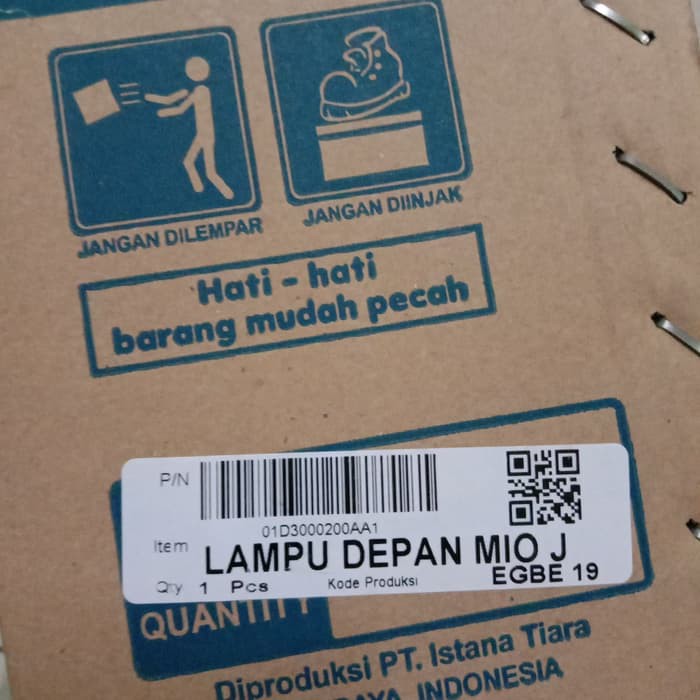 JANGAN DILEMPAR
JANGAN DIINJAK
Hati - hati
barang mudah pecah
P/N
01D3000200AA1
Item
LAMPU DEPAN MIO J
Qty 1 Pcs
Kode Produksi
EGBE 19
QUANTITY
Diproduksi PT. Istana Tiara
INDONESIA